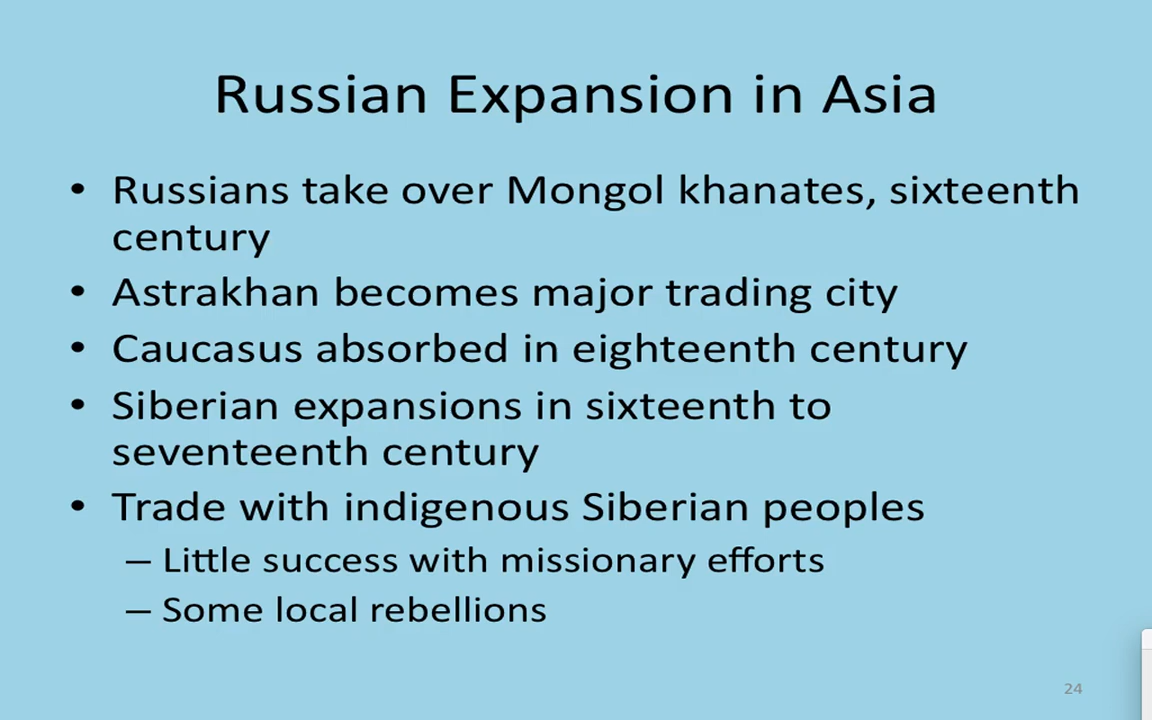 Russian Expansion in Asia
• Russians take over Mongol khanates, sixteenth
century
• Astrakhan becomes major trading city
• Caucasus absorbed in eighteenth century
• Siberian expansions in sixteenth to
seventeenth century
• Trade with indigenous Siberian peoples
– Little success with missionary efforts
– Some local rebellions
24